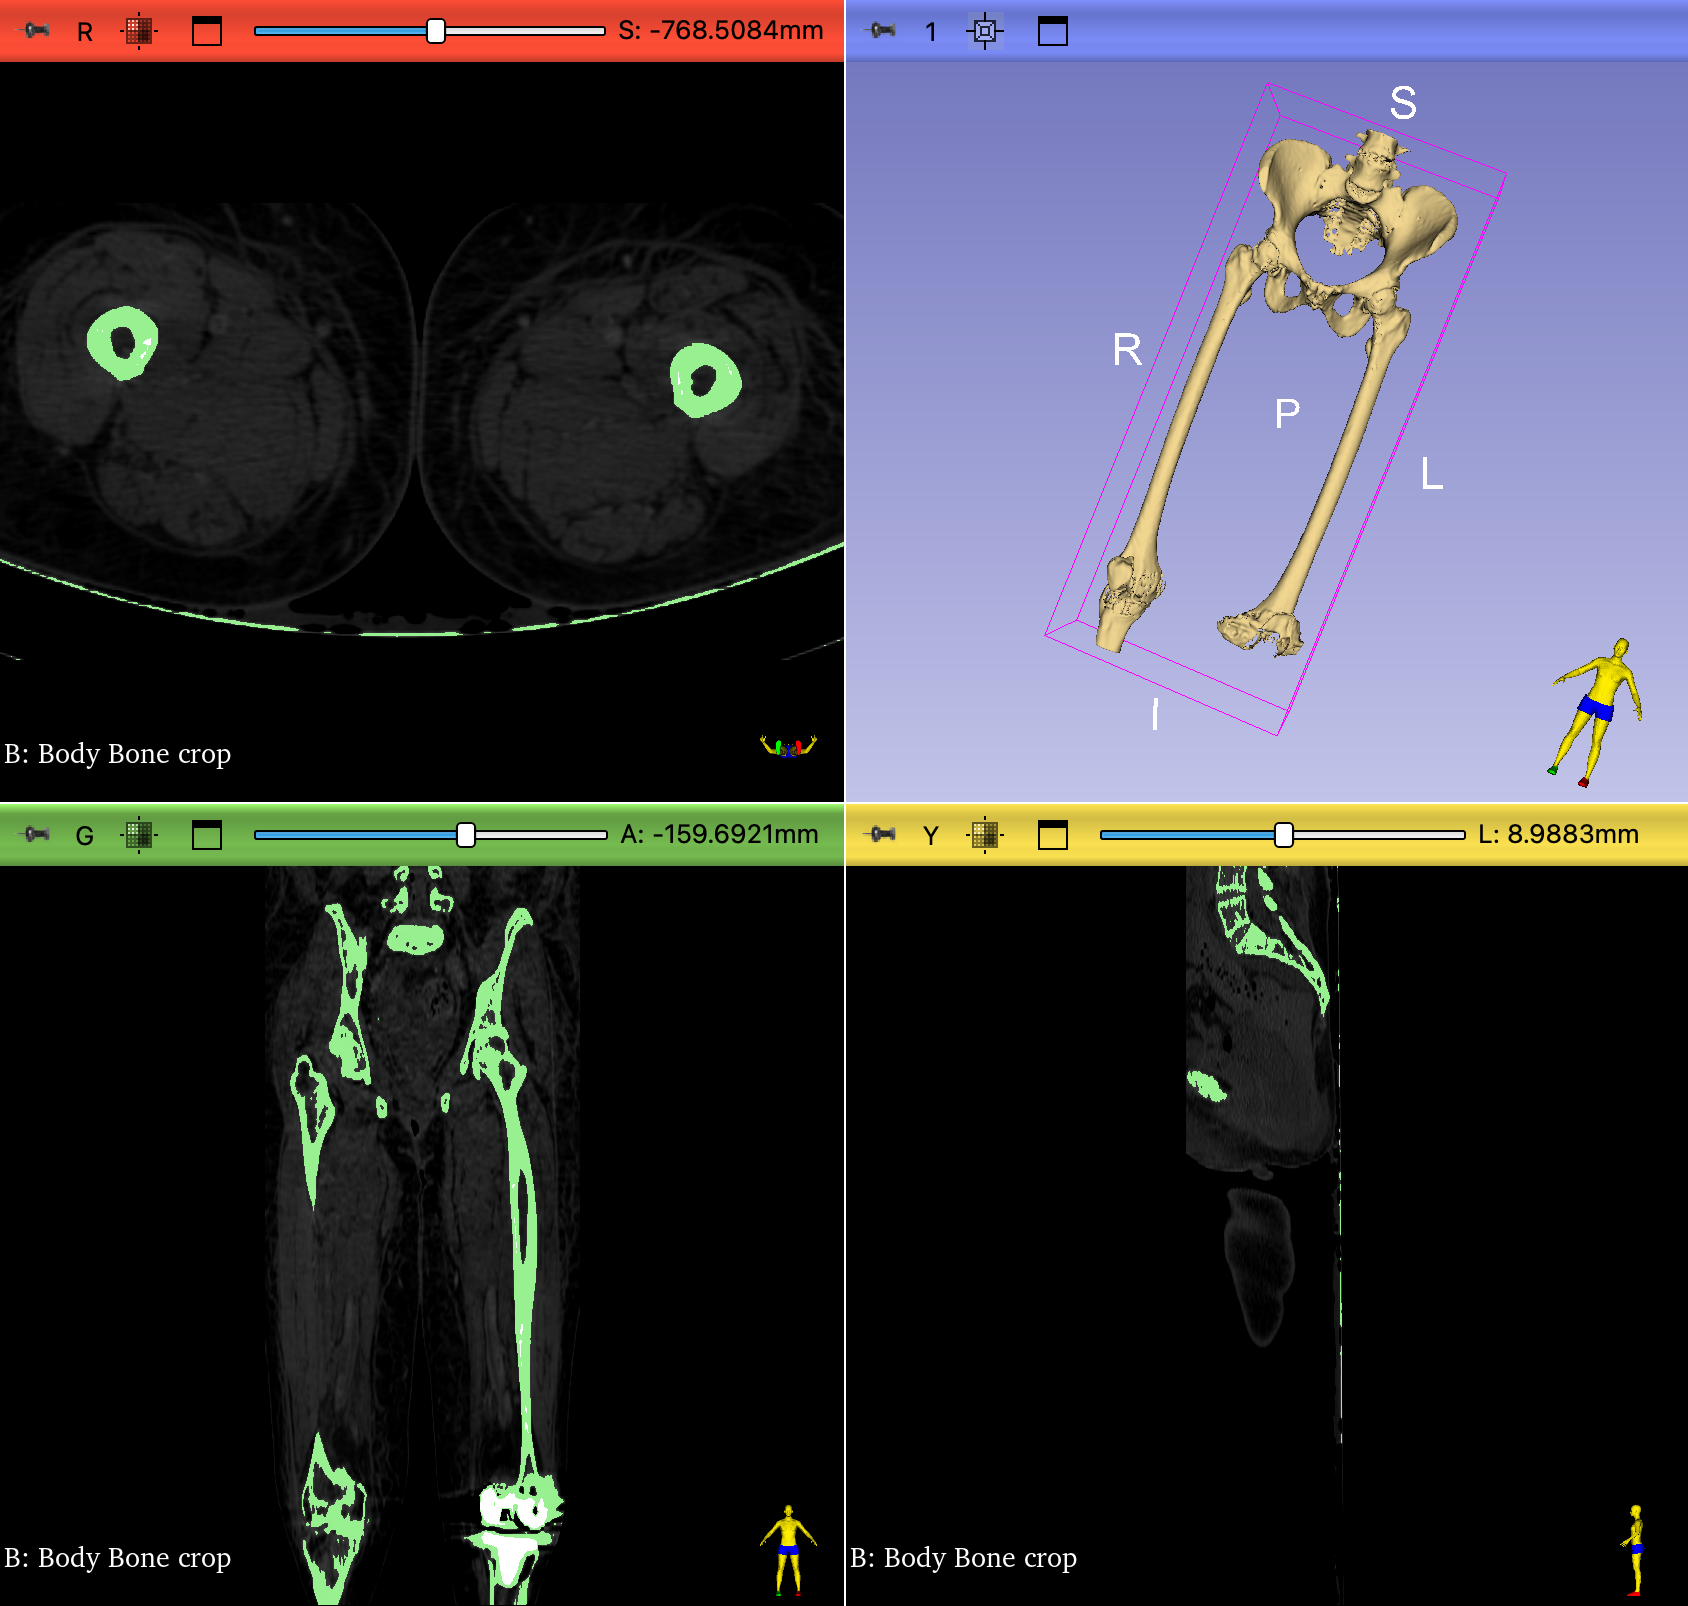 R S: -768.5084mm
1
S
R
P
L
I
B: Body Bone crop
G A: -159.6921mm
Y L: 8.9883mm
B: Body Bone crop
B: Body Bone crop